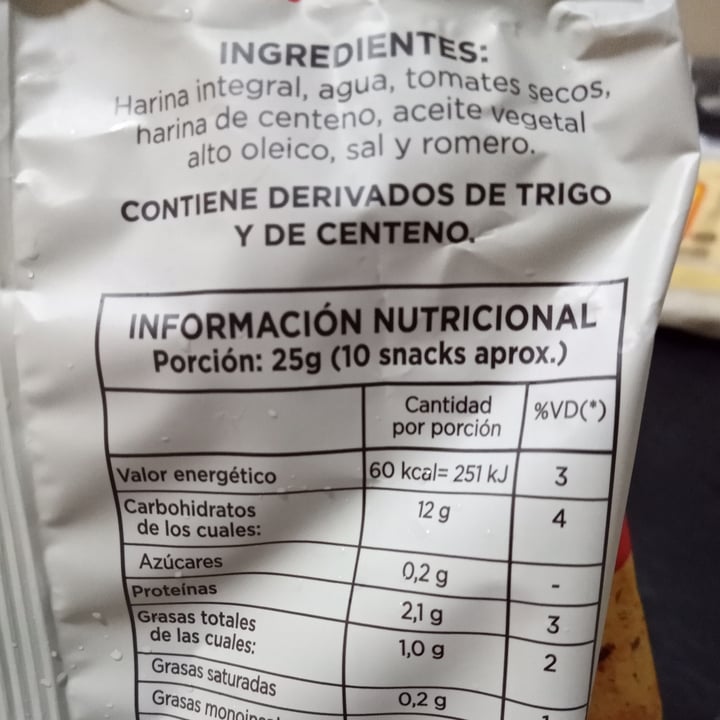 INGREDIENTES:
Harina integral, agua, tomates secos,
harina de centeno, aceite vegetal
alto oleico, sal y romero.
CONTIENE DERIVADOS DE TRIGO
Y DE CENTENO.
INFORMACIÓN NUTRICIONAL
Porción: 25g (10 snacks aprox.)
Cantidad
por porción
%VD(*)
Valor energético 60 kcal= 251 kJ 3
Carbohidratos 12 g 4
de los cuales:
Azúcares 0,2 g -
Proteínas 2,1 g 3
Grasas totales 1,0 g 2
de las cuales:
Grasas saturadas 0,2 g
Grasas